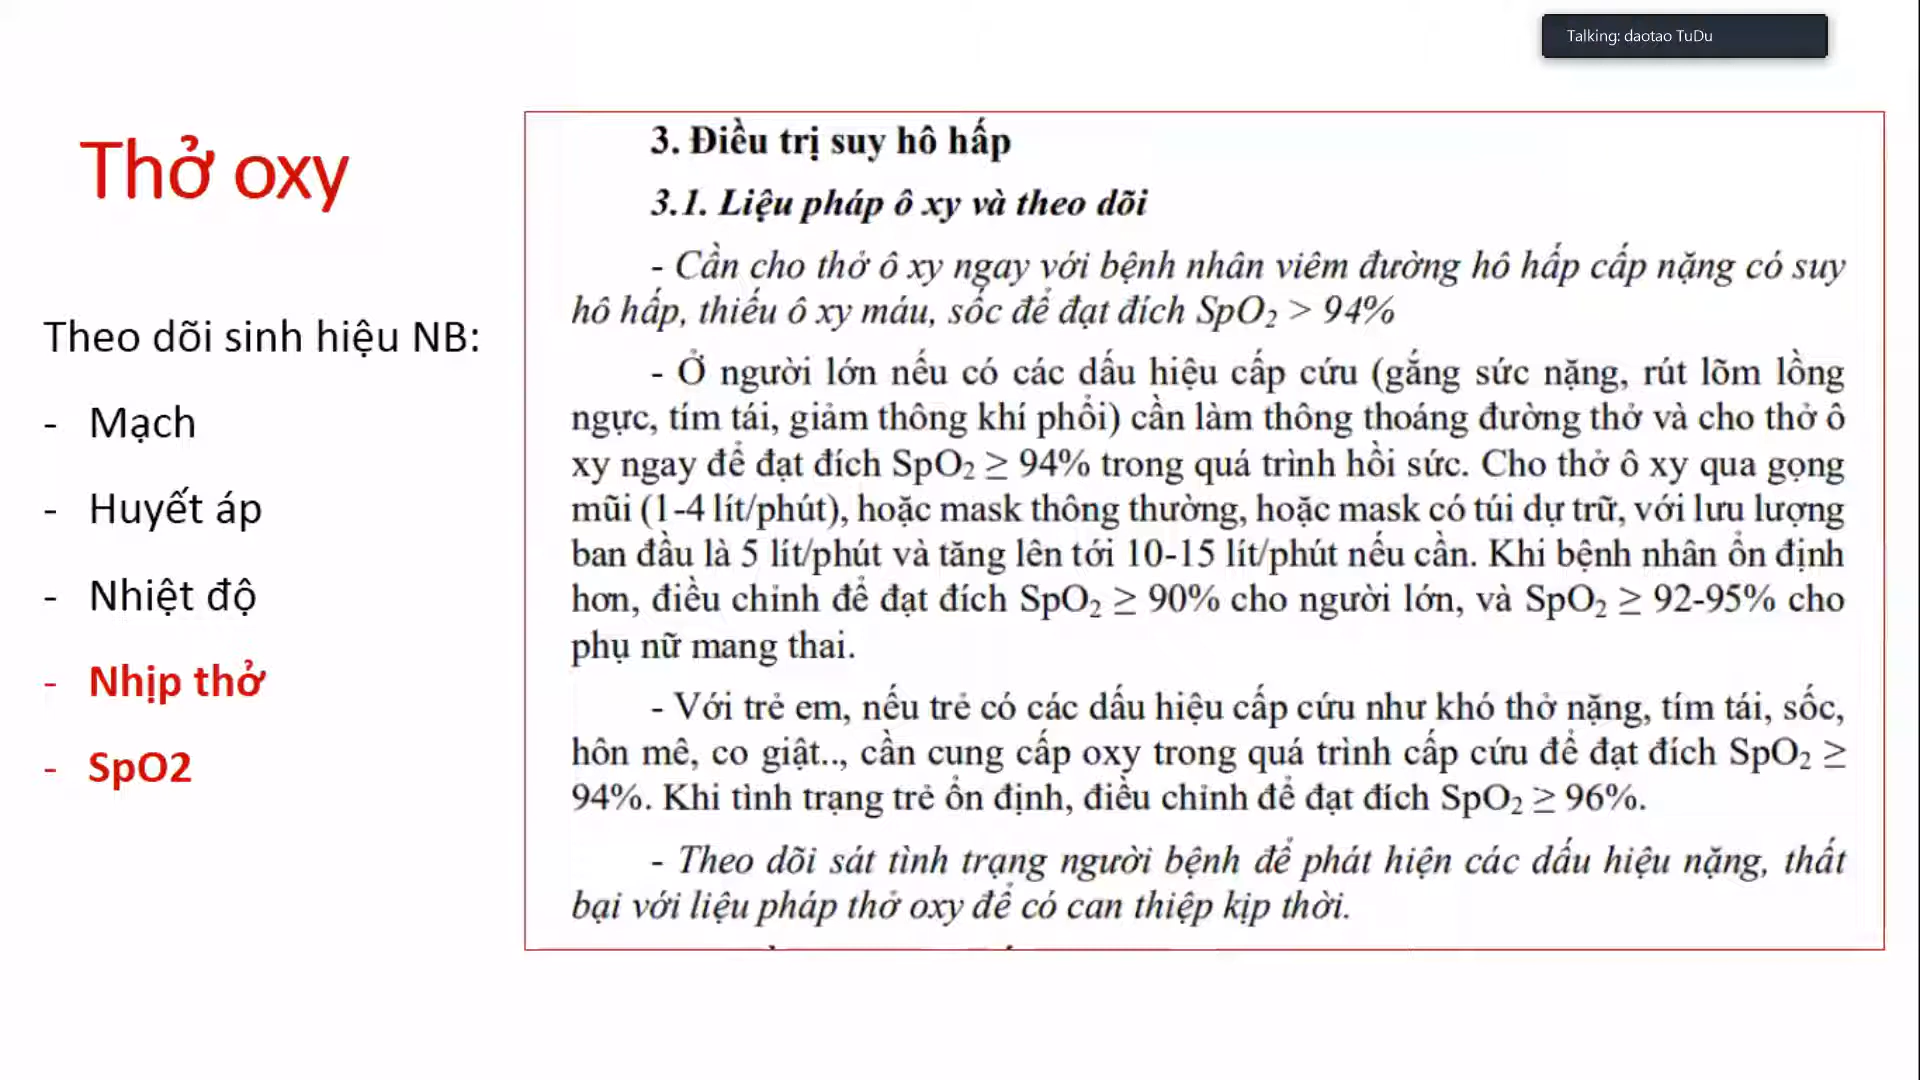 Talking: daotao TuDu
Thở oxy
Theo dõi sinh hiệu NB:
- Mạch
- Huyết áp
- Nhiệt độ
- Nhịp thở
- SpO2
3. Điều trị suy hô hấp
3.1. Liệu pháp ô xy và theo dõi
- Cần cho thở ô xy ngay với bệnh nhân viêm đường hô hấp cấp nặng có suy
hô hấp, thiếu ô xy máu, sốc để đạt đích SpO₂ > 94%
- Ở người lớn nếu có các dấu hiệu cấp cứu (gắng sức nặng, rút lõm lồng
ngực, tím tái, giảm thông khí phổi) cần làm thông thoáng đường thở và cho thở ô
xy ngay để đạt đích SpO₂ ≥ 94% trong quá trình hồi sức. Cho thở ô xy qua gọng
mũi (1-4 lít/phút), hoặc mask thông thường, hoặc mask có túi dự trữ, với lưu lượng
ban đầu là 5 lít/phút và tăng lên tới 10-15 lít/phút nếu cần. Khi bệnh nhân ổn định
hơn, điều chỉnh để đạt đích SpO₂ ≥ 90% cho người lớn, và SpO₂ ≥ 92-95% cho
phụ nữ mang thai.
- Với trẻ em, nếu trẻ có các dấu hiệu cấp cứu như khó thở nặng, tím tái, sốc,
hôn mê, co giật.., cần cung cấp oxy trong quá trình cấp cứu để đạt đích SpO₂ ≥
94%. Khi tình trạng trẻ ổn định, điều chỉnh để đạt đích SpO₂ ≥ 96%.
- Theo dõi sát tình trạng người bệnh để phát hiện các dấu hiệu nặng, thất
bại với liệu pháp thở oxy để có can thiệp kịp thời.